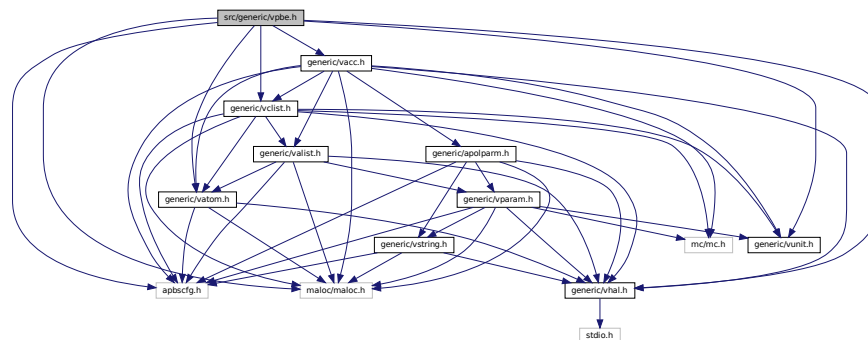 src/generic/vpbe.h
generic/vacc.h
generic/vclist.h
generic/valist.h
generic/apolparm.h
generic/vatom.h
generic/vparam.h
generic/vstring.h
mc/mc.h
generic/vunit.h
apbscfg.h
maloc/maloc.h
generic/vhal.h
stdio.h